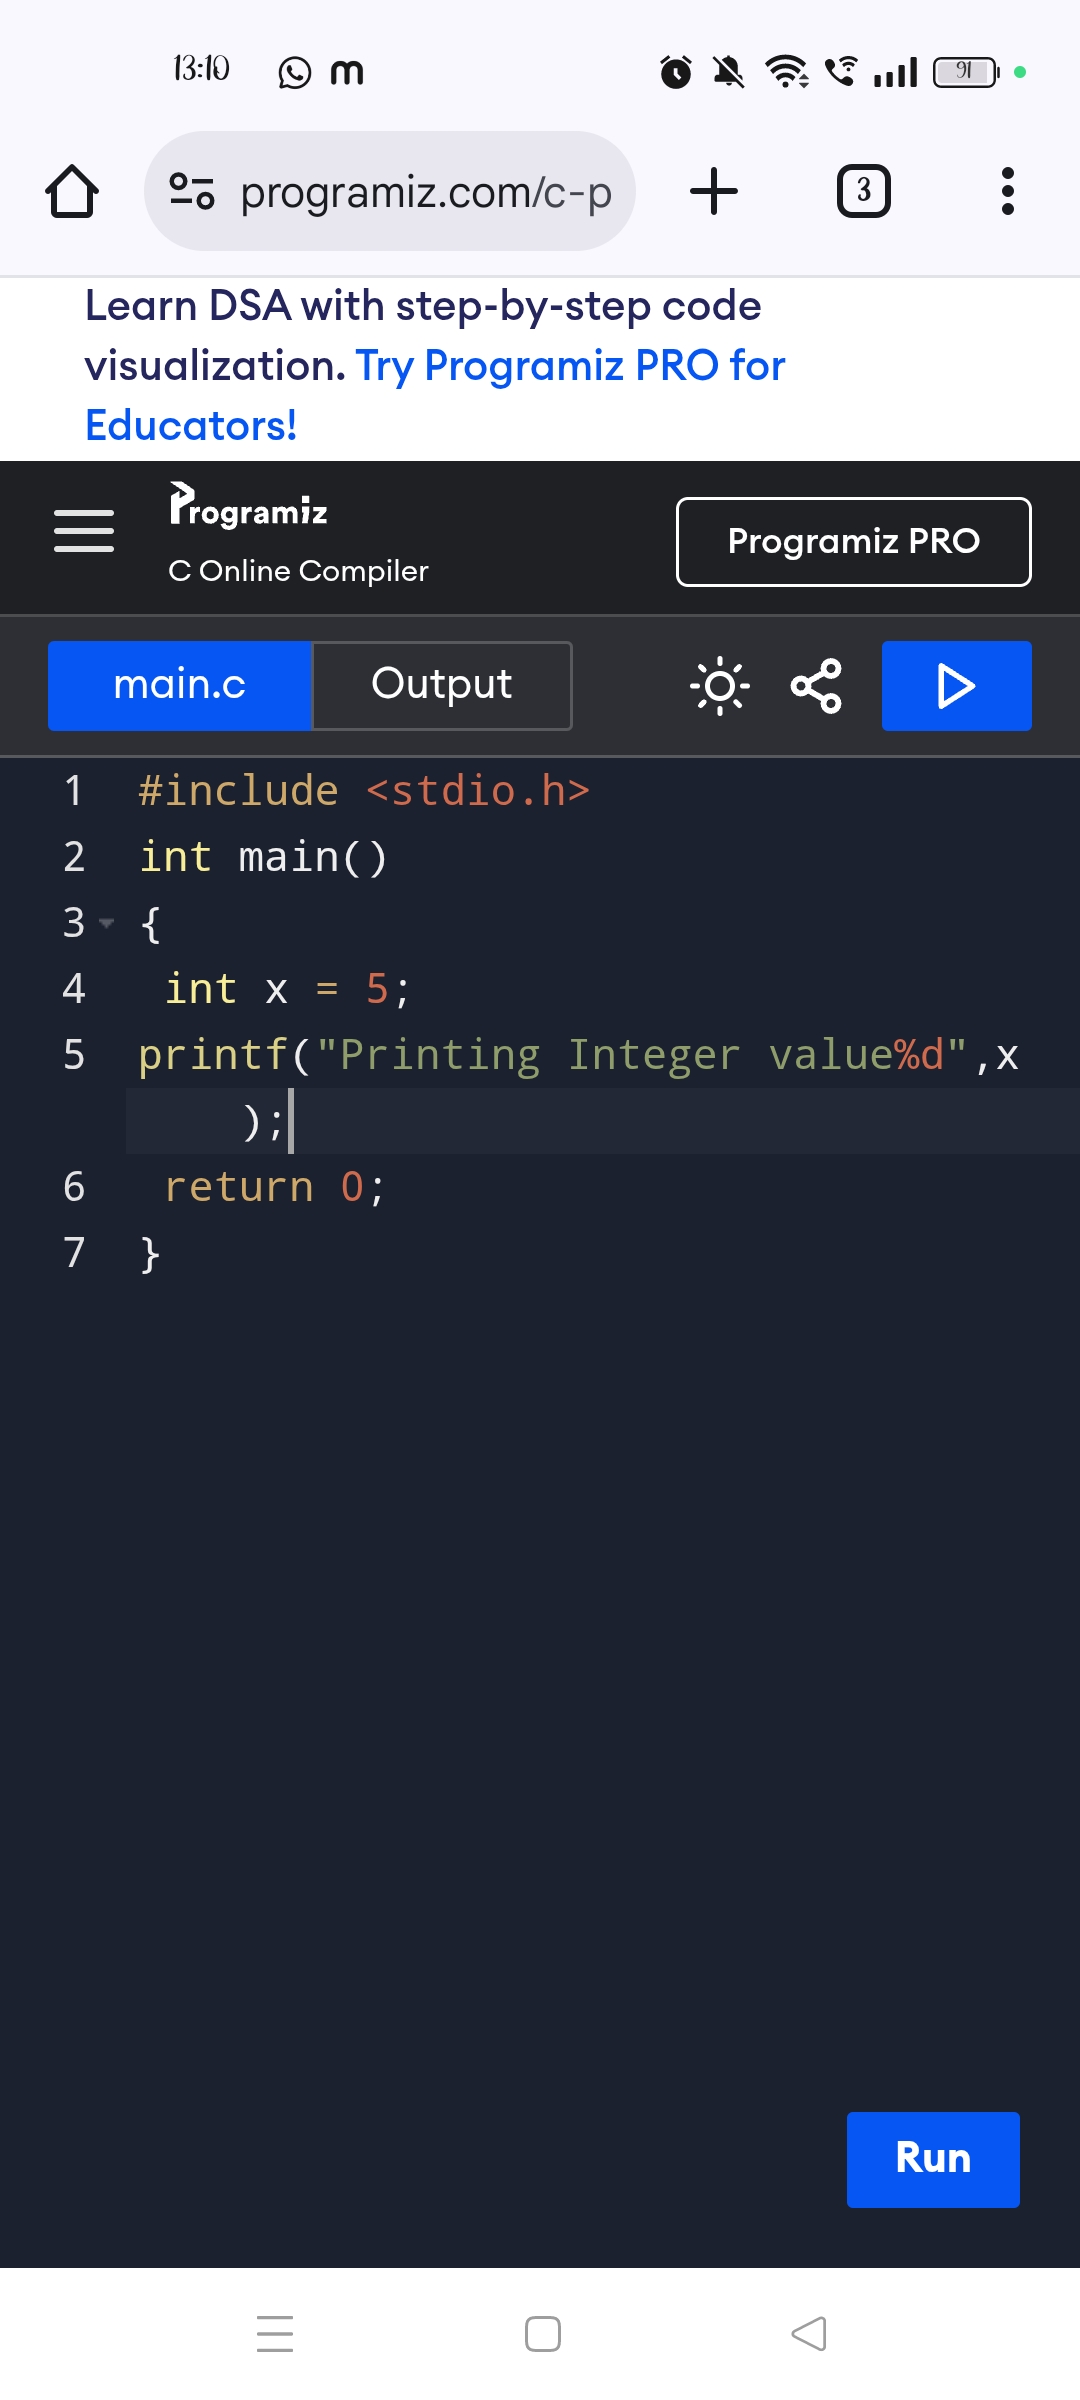 13:10 m 91
programiz.com/c-p 3
Learn DSA with step-by-step code
visualization. Try Programiz PRO for
Educators!
Programiz
C Online Compiler
Programiz PRO
main.c Output
1 #include <stdio.h>
2 int main()
3 {
4 int x = 5;
5 printf("Printing Integer value%d",x
);
6 return 0;
7 }
Run